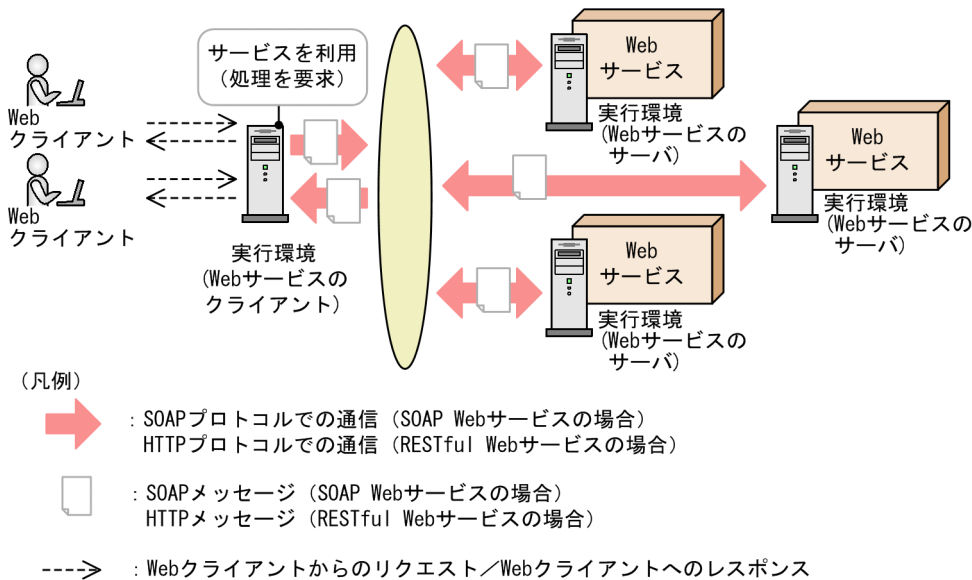 サービスを利用
（処理を要求）
Web
クライアント
Web
クライアント
実行環境
(Webサービスの
クライアント)
Web
サービス
実行環境
(Webサービスの
サーバ)
Web
サービス
実行環境
(Webサービスの
サーバ)
Web
サービス
実行環境
(Webサービスの
サーバ)
（凡例）
：SOAPプロトコルでの通信（SOAP Webサービスの場合）
HTTPプロトコルでの通信（RESTful Webサービスの場合）
：SOAPメッセージ（SOAP Webサービスの場合）
HTTPメッセージ（RESTful Webサービスの場合）
：Webクライアントからのリクエスト／Webクライアントへのレスポンス